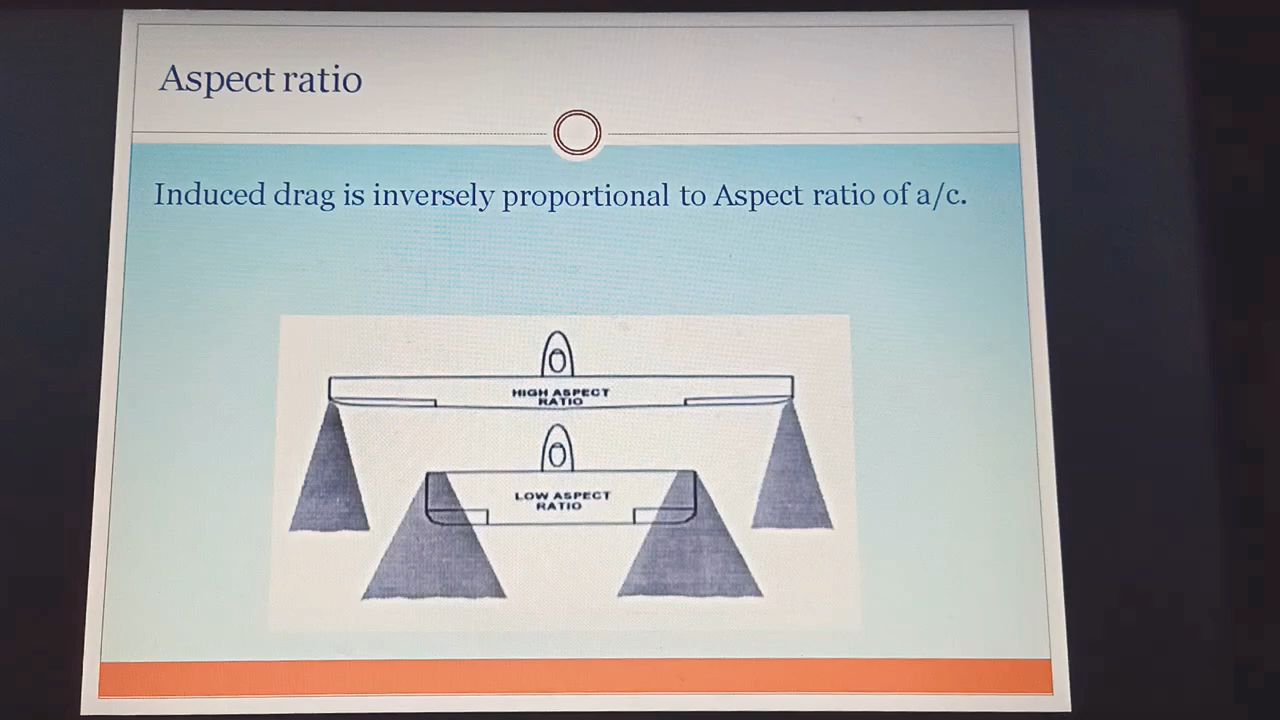 Aspect ratio
Induced drag is inversely proportional to Aspect ratio of a/c.
HIGH ASPECT
RATIO
LOW ASPECT
RATIO